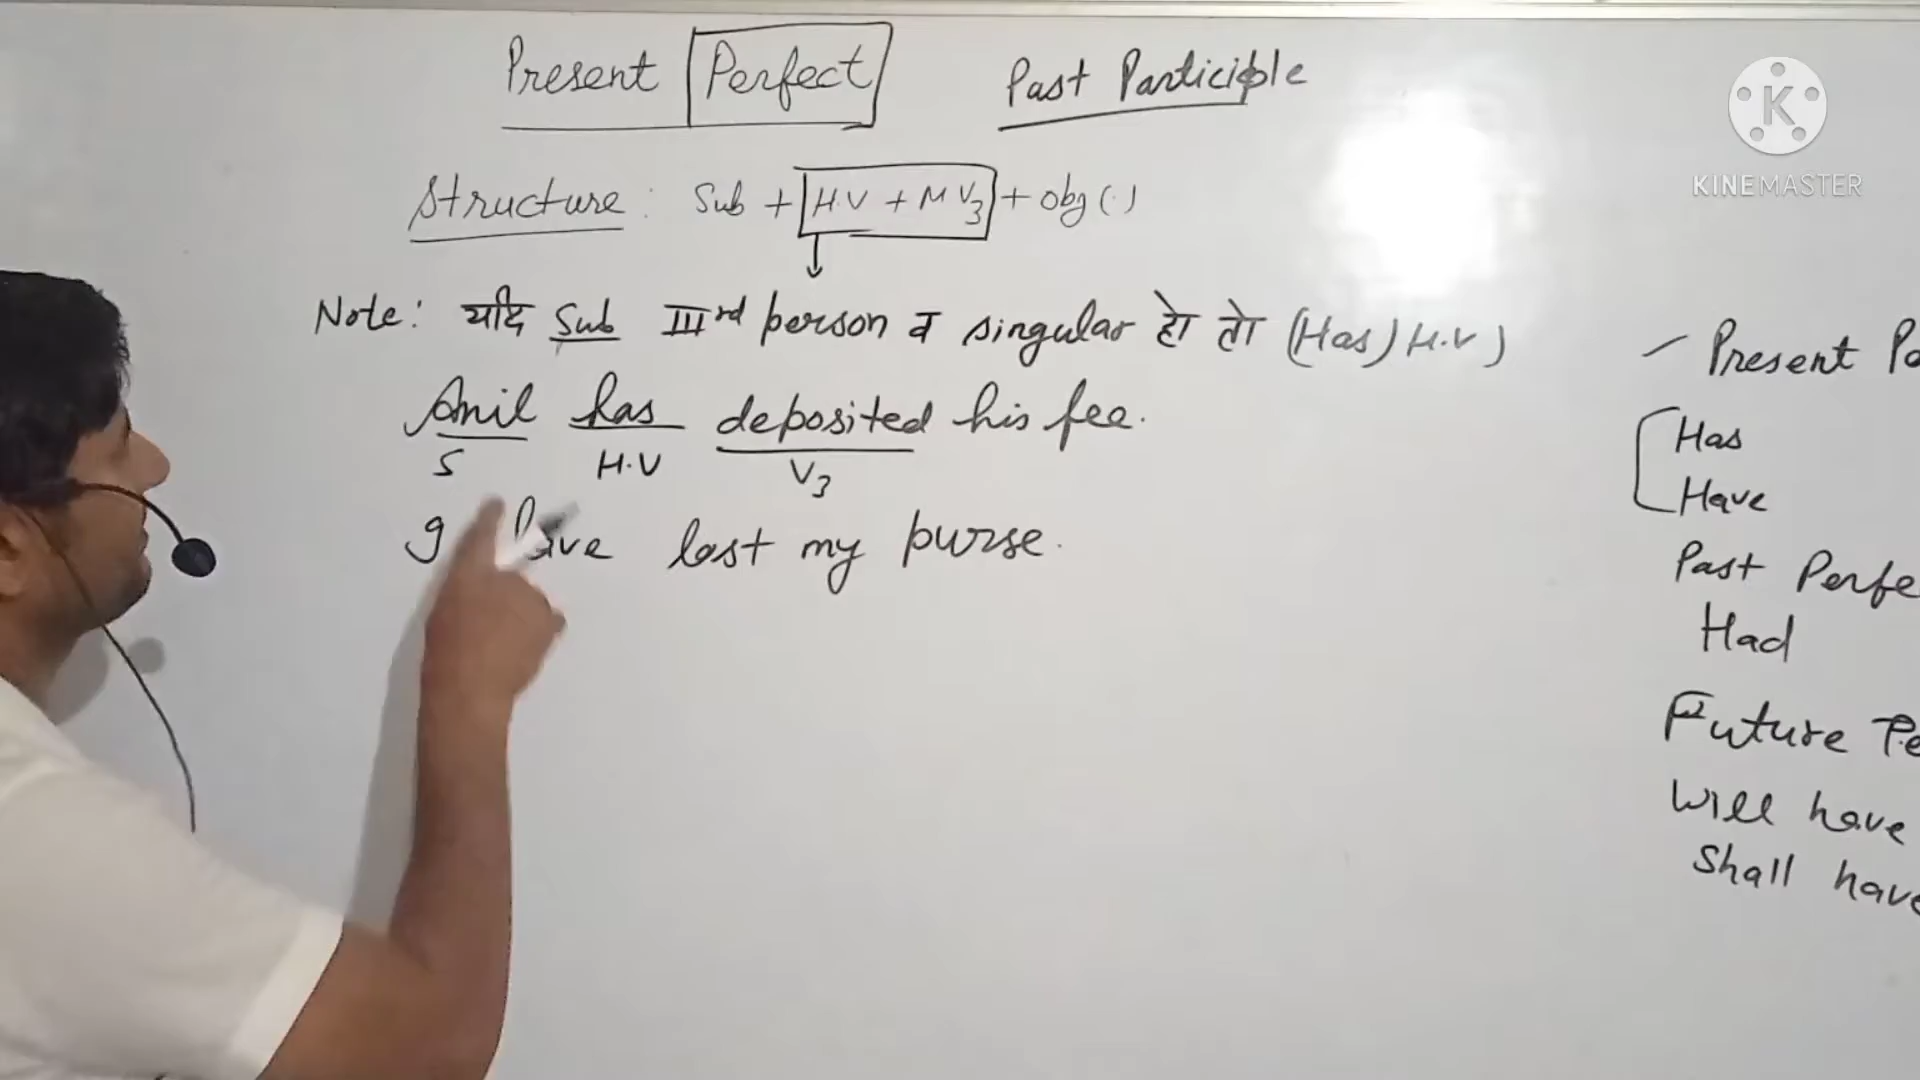 Present Perfect Past Participle
KINEMASTER
Structure: Sub + H.V + M V3 + obj (.)
Note: यदि Sub IIIrd person व singular हो तो (Has) H.V)
Anil has deposited his fee.
S H.V V3
I have lost my purse.
Present
Has
Have
Past Perfe
Had
Future Pe
Will have
Shall have